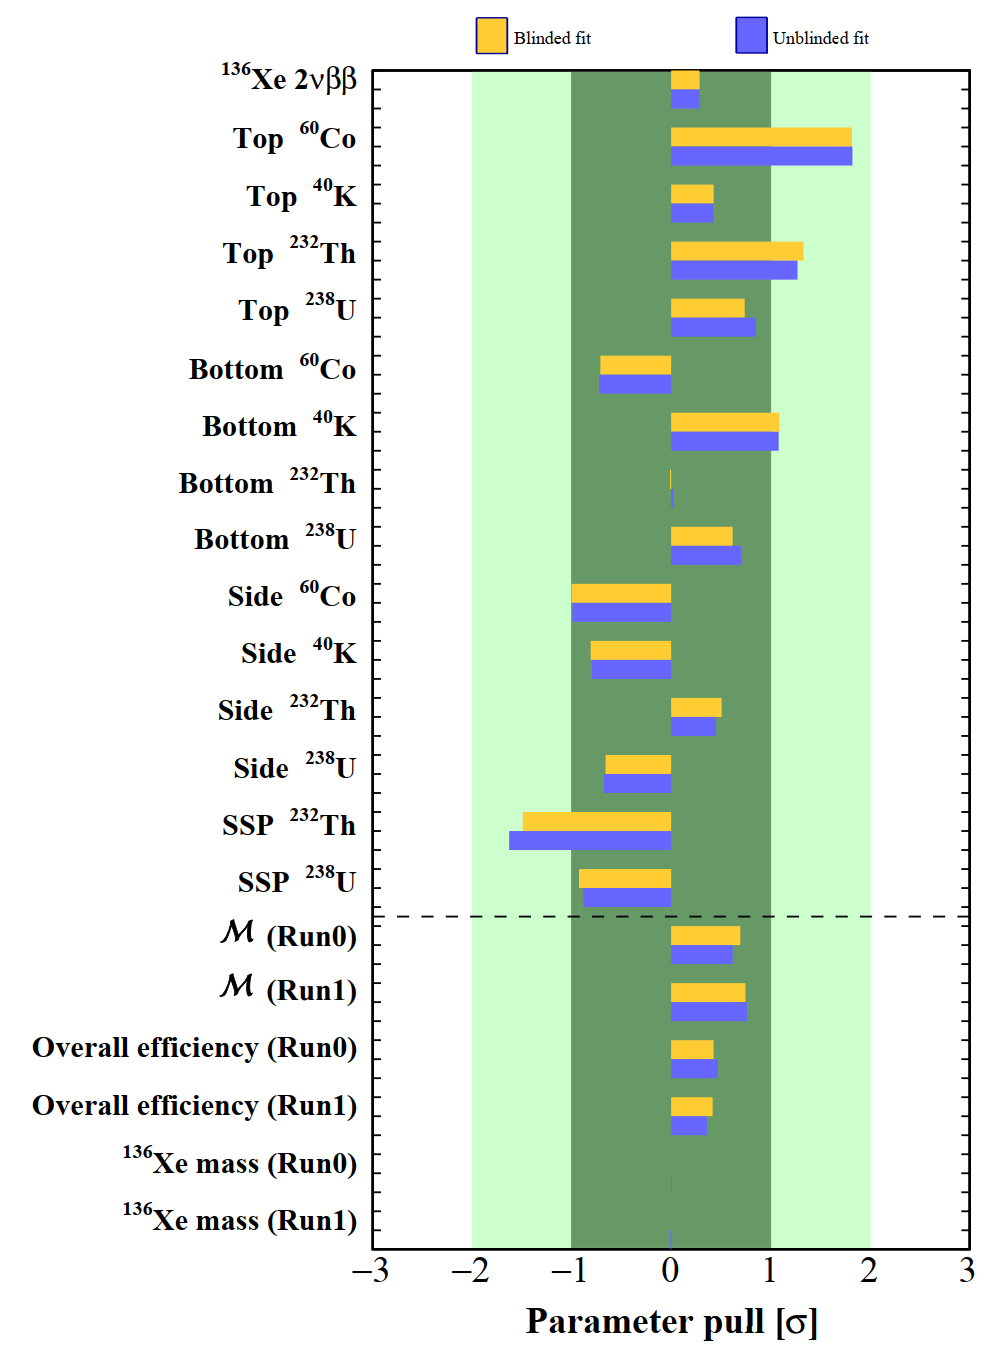 Blinded fit Unblinded fit
¹³⁶Xe 2νββ
Top ⁶⁰Co
Top ⁴⁰K
Top ²³²Th
Top ²³⁸U
Bottom ⁶⁰Co
Bottom ⁴⁰K
Bottom ²³²Th
Bottom ²³⁸U
Side ⁶⁰Co
Side ⁴⁰K
Side ²³²Th
Side ²³⁸U
SSP ²³²Th
SSP ²³⁸U
ℳ (Run0)
ℳ (Run1)
Overall efficiency (Run0)
Overall efficiency (Run1)
¹³⁶Xe mass (Run0)
¹³⁶Xe mass (Run1)
−3 −2 −1 0 1 2 3
Parameter pull [σ]